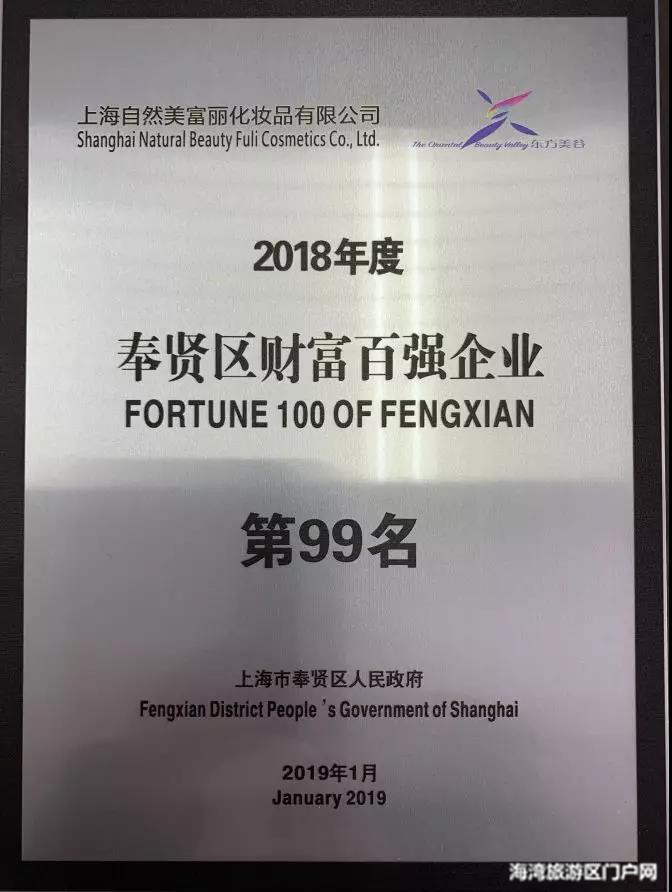 上海自然美富丽化妆品有限公司
Shanghai Natural Beauty Fuli Cosmetics Co., Ltd.
The Oriental Beauty Valley 东方美谷
2018年度
奉贤区财富百强企业
FORTUNE 100 OF FENGXIAN
第99名
上海市奉贤区人民政府
Fengxian District People 's Government of Shanghai
2019年1月
January 2019
海湾旅游区门户网